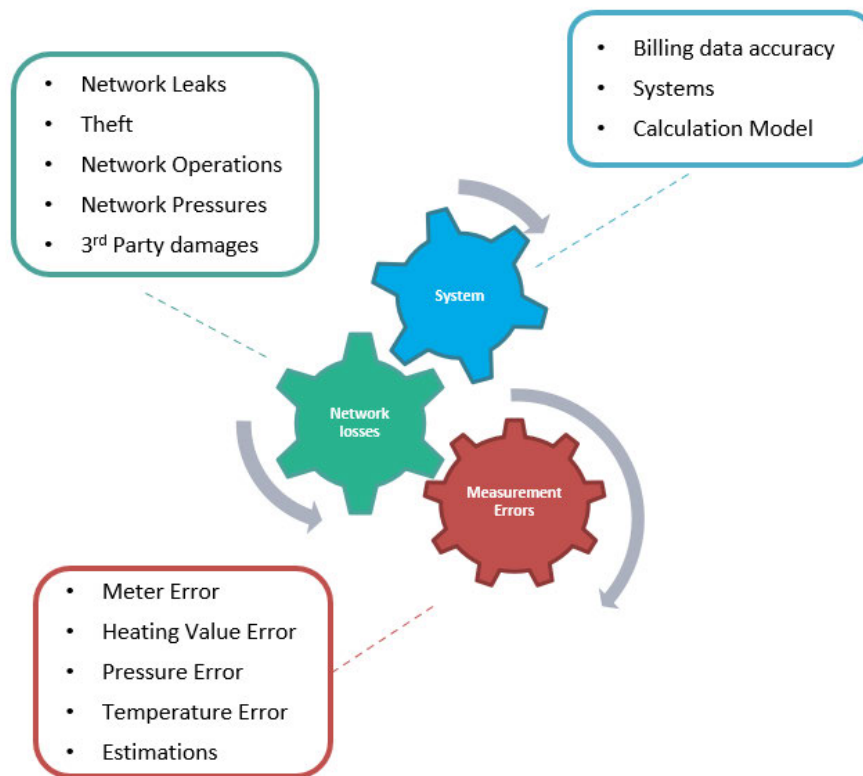 • Billing data accuracy
• Systems
• Calculation Model
• Network Leaks
• Theft
• Network Operations
• Network Pressures
• 3rd Party damages
System
Network
losses
Measurement
Errors
• Meter Error
• Heating Value Error
• Pressure Error
• Temperature Error
• Estimations